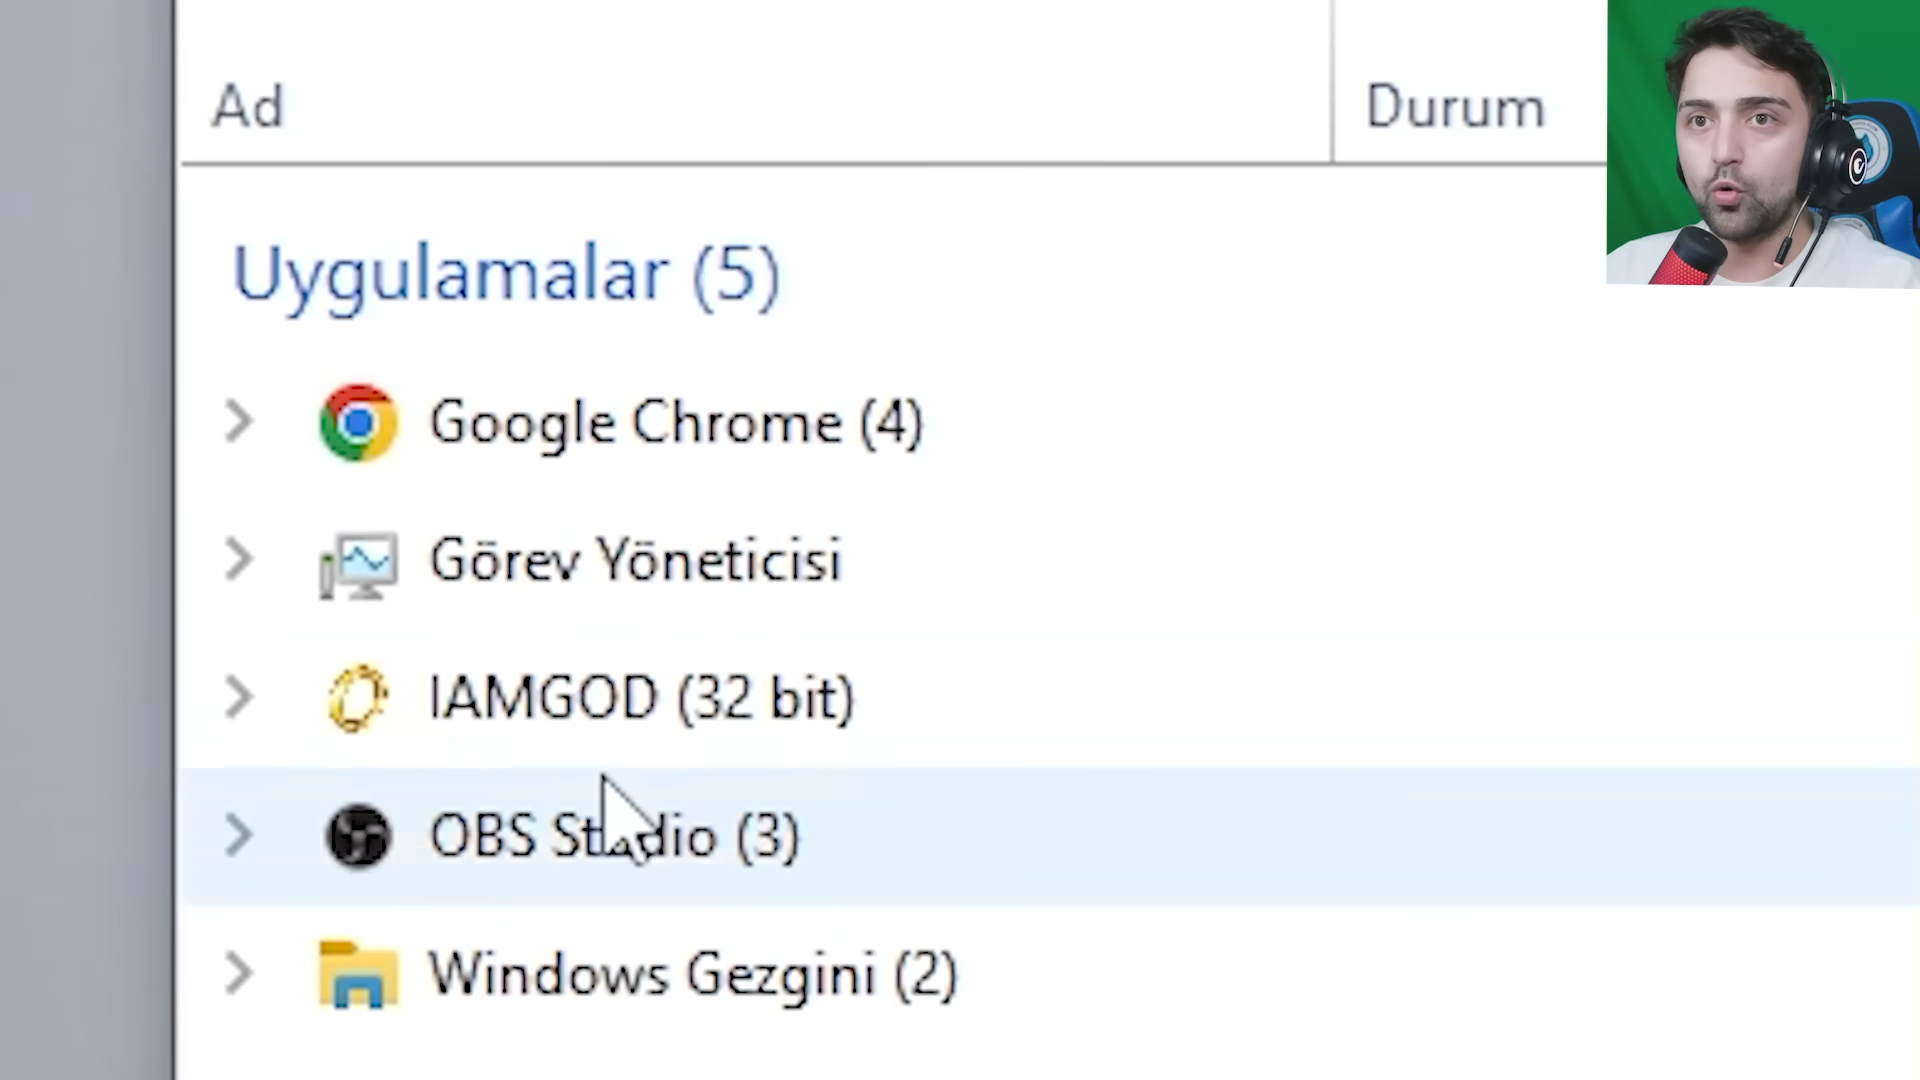 Ad
Durum
Uygulamalar (5)
Google Chrome (4)
Görev Yöneticisi
IAMGOD (32 bit)
OBS Studio (3)
Windows Gezgini (2)